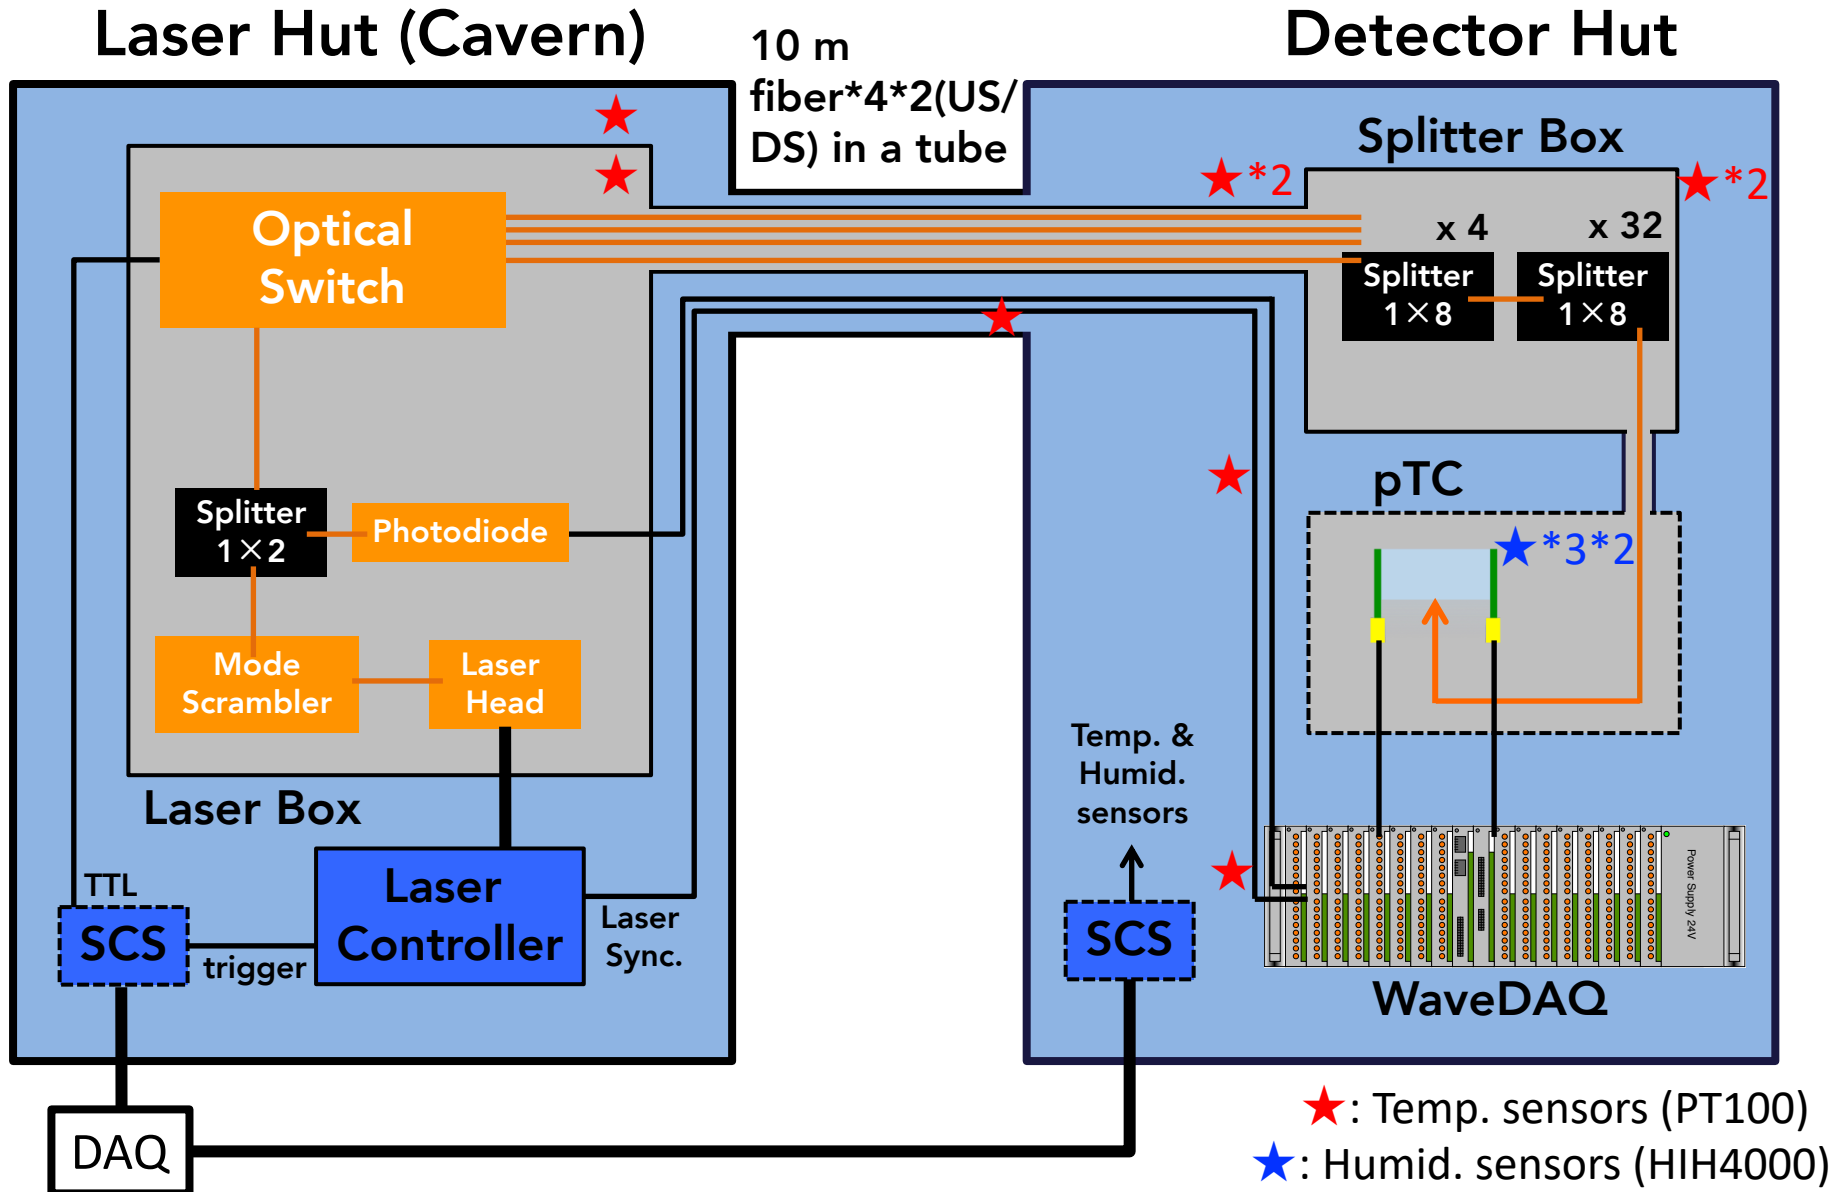 Laser Hut (Cavern)
10 m
fiber*4*2(US/
DS) in a tube
Detector Hut
Splitter Box
*2
*2
x 4
x 32
Optical
Switch
Splitter
1×8
Splitter
1×8
pTC
*3*2
Splitter
1×2
Photodiode
Mode
Scrambler
Laser
Head
Temp. &
Humid.
sensors
Laser Box
TTL
SCS
trigger
Laser
Controller
Laser
Sync.
SCS
Power Supply 24V
WaveDAQ
DAQ
: Temp. sensors (PT100)
: Humid. sensors (HIH4000)